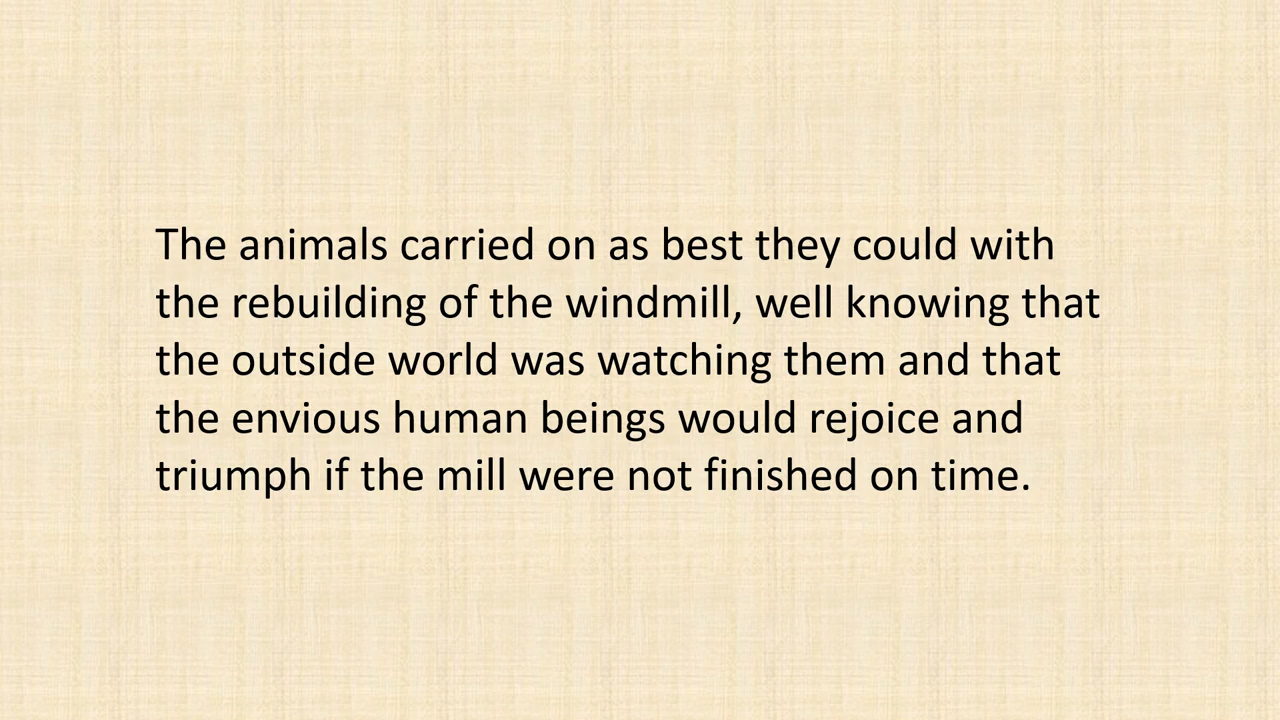 The animals carried on as best they could with
the rebuilding of the windmill, well knowing that
the outside world was watching them and that
the envious human beings would rejoice and
triumph if the mill were not finished on time.